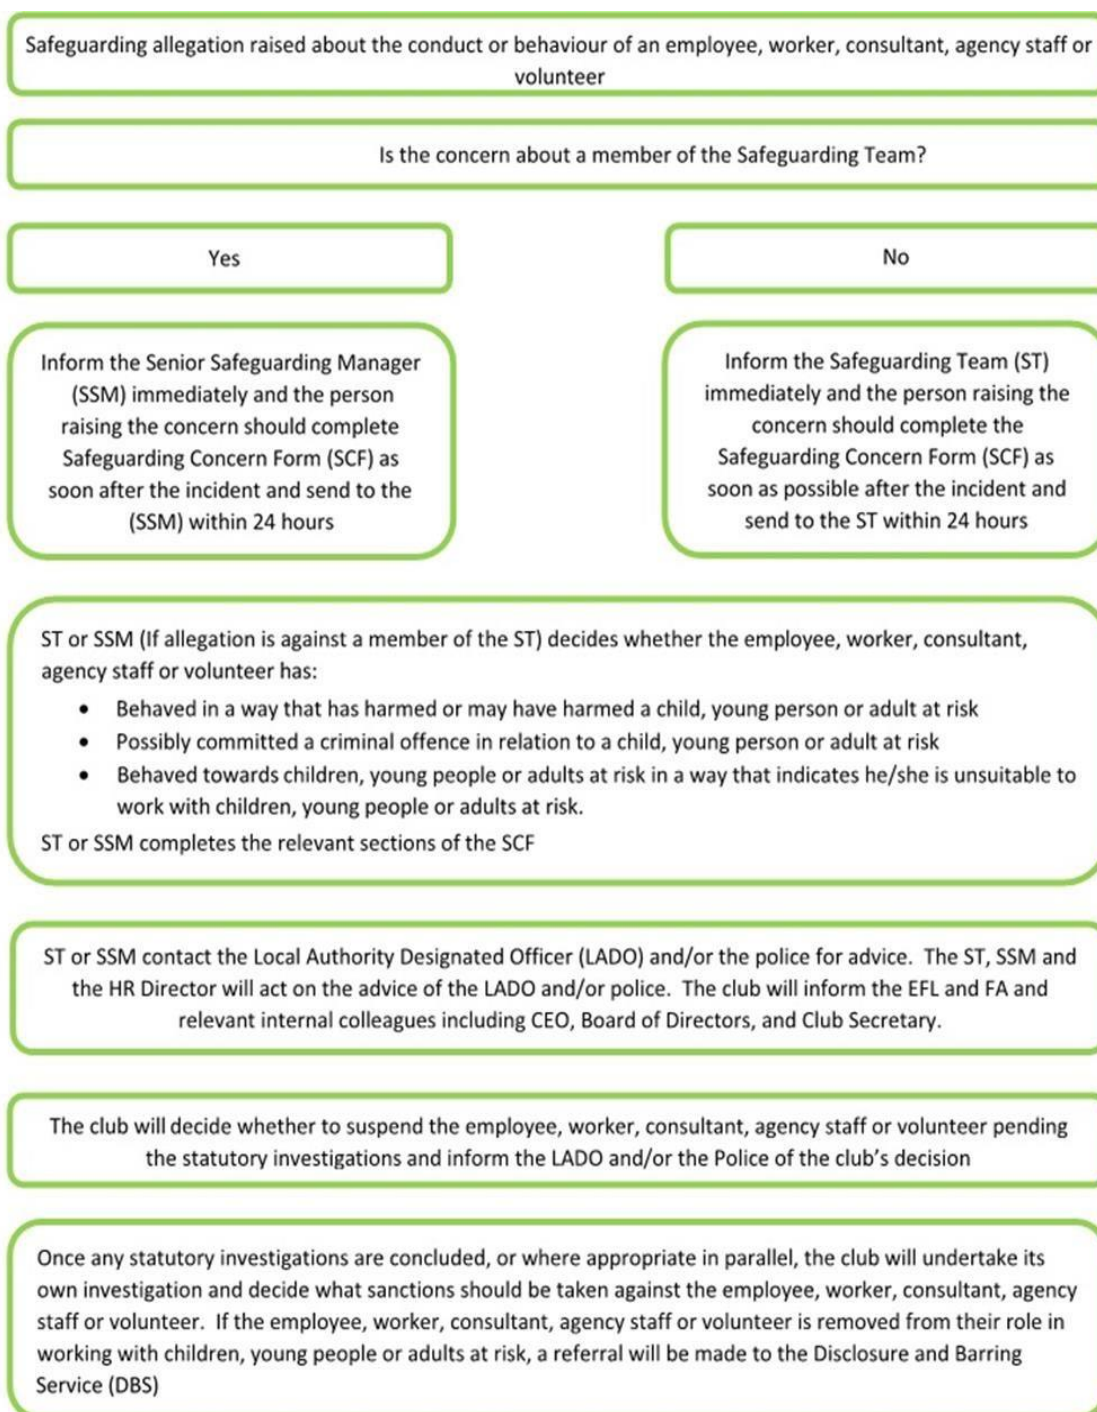 Safeguarding allegation raised about the conduct or behaviour of an employee, worker, consultant, agency staff or
volunteer
Is the concern about a member of the Safeguarding Team?
Yes
No
Inform the Senior Safeguarding Manager
(SSM) immediately and the person
raising the concern should complete
Safeguarding Concern Form (SCF) as
soon after the incident and send to the
(SSM) within 24 hours
Inform the Safeguarding Team (ST)
immediately and the person raising the
concern should complete the
Safeguarding Concern Form (SCF) as
soon as possible after the incident and
send to the ST within 24 hours
ST or SSM (If allegation is against a member of the ST) decides whether the employee, worker, consultant,
agency staff or volunteer has:
• Behaved in a way that has harmed or may have harmed a child, young person or adult at risk
• Possibly committed a criminal offence in relation to a child, young person or adult at risk
• Behaved towards children, young people or adults at risk in a way that indicates he/she is unsuitable to
work with children, young people or adults at risk.
ST or SSM completes the relevant sections of the SCF
ST or SSM contact the Local Authority Designated Officer (LADO) and/or the police for advice.  The ST, SSM and
the HR Director will act on the advice of the LADO and/or police.  The club will inform the EFL and FA and
relevant internal colleagues including CEO, Board of Directors, and Club Secretary.
The club will decide whether to suspend the employee, worker, consultant, agency staff or volunteer pending
the statutory investigations and inform the LADO and/or the Police of the club's decision
Once any statutory investigations are concluded, or where appropriate in parallel, the club will undertake its
own investigation and decide what sanctions should be taken against the employee, worker, consultant, agency
staff or volunteer.  If the employee, worker, consultant, agency staff or volunteer is removed from their role in
working with children, young people or adults at risk, a referral will be made to the Disclosure and Barring
Service (DBS)